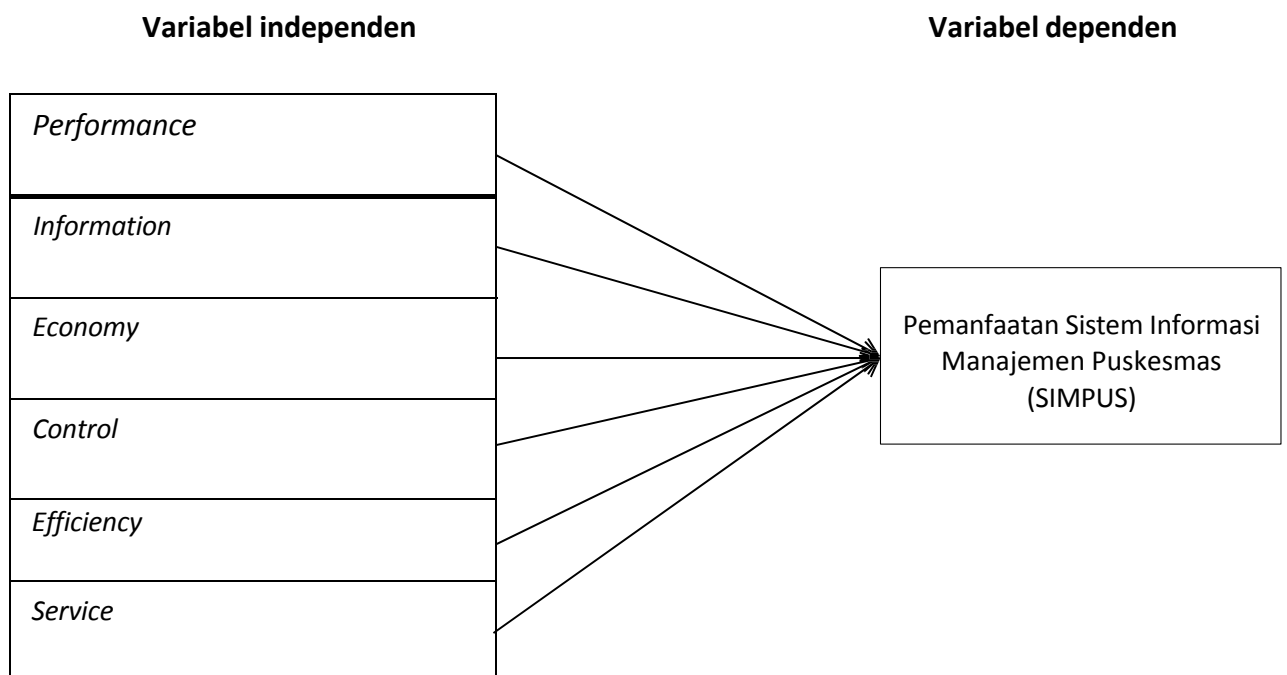 Variabel independen
Variabel dependen
Performance
Information
Economy
Control
Efficiency
Service
Pemanfaatan Sistem Informasi
Manajemen Puskesmas
(SIMPUS)